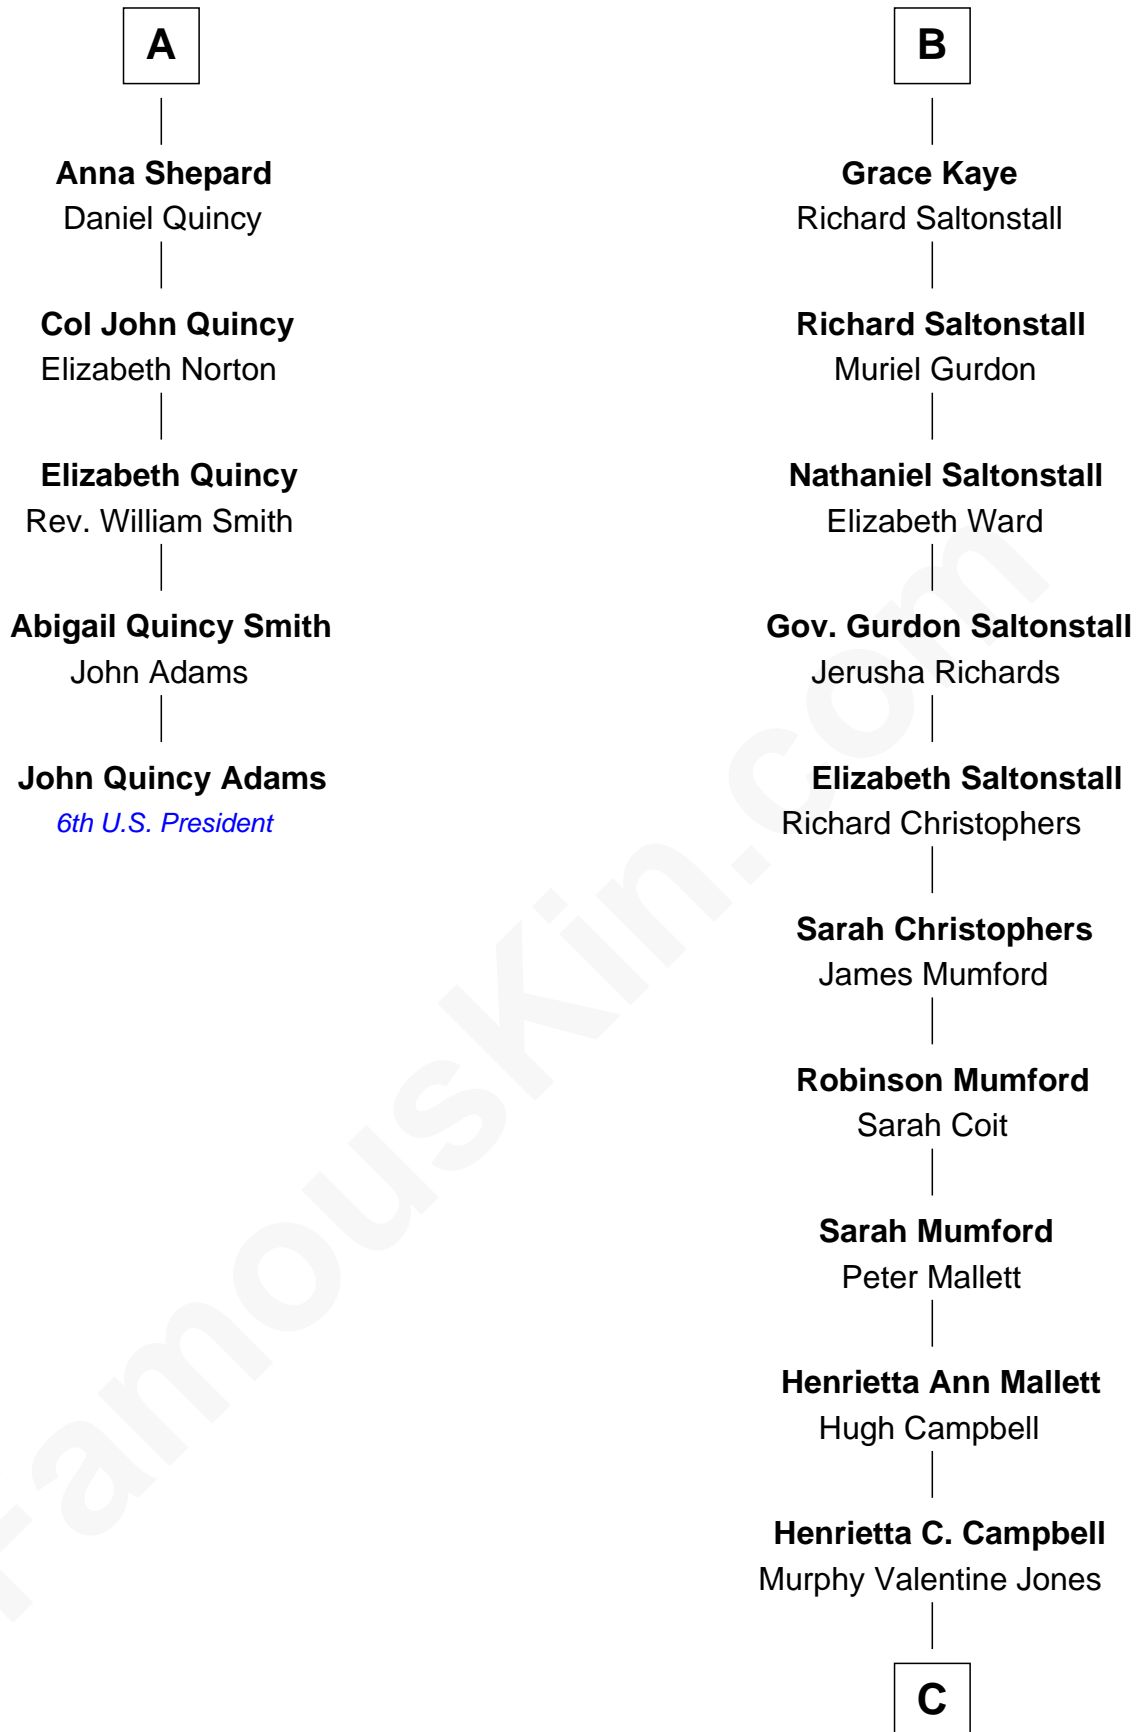 A
Anna Shepard
Daniel Quincy
Col John Quincy
Elizabeth Norton
Elizabeth Quincy
Rev. William Smith
Abigail Quincy Smith
John Adams
John Quincy Adams
6th U.S. President
B
Grace Kaye
Richard Saltonstall
Richard Saltonstall
Muriel Gurdon
Nathaniel Saltonstall
Elizabeth Ward
Gov. Gurdon Saltonstall
Jerusha Richards
Elizabeth Saltonstall
Richard Christophers
Sarah Christophers
James Mumford
Robinson Mumford
Sarah Coit
Sarah Mumford
Peter Mallett
Henrietta Ann Mallett
Hugh Campbell
Henrietta C. Campbell
Murphy Valentine Jones
C
FamousKin.com